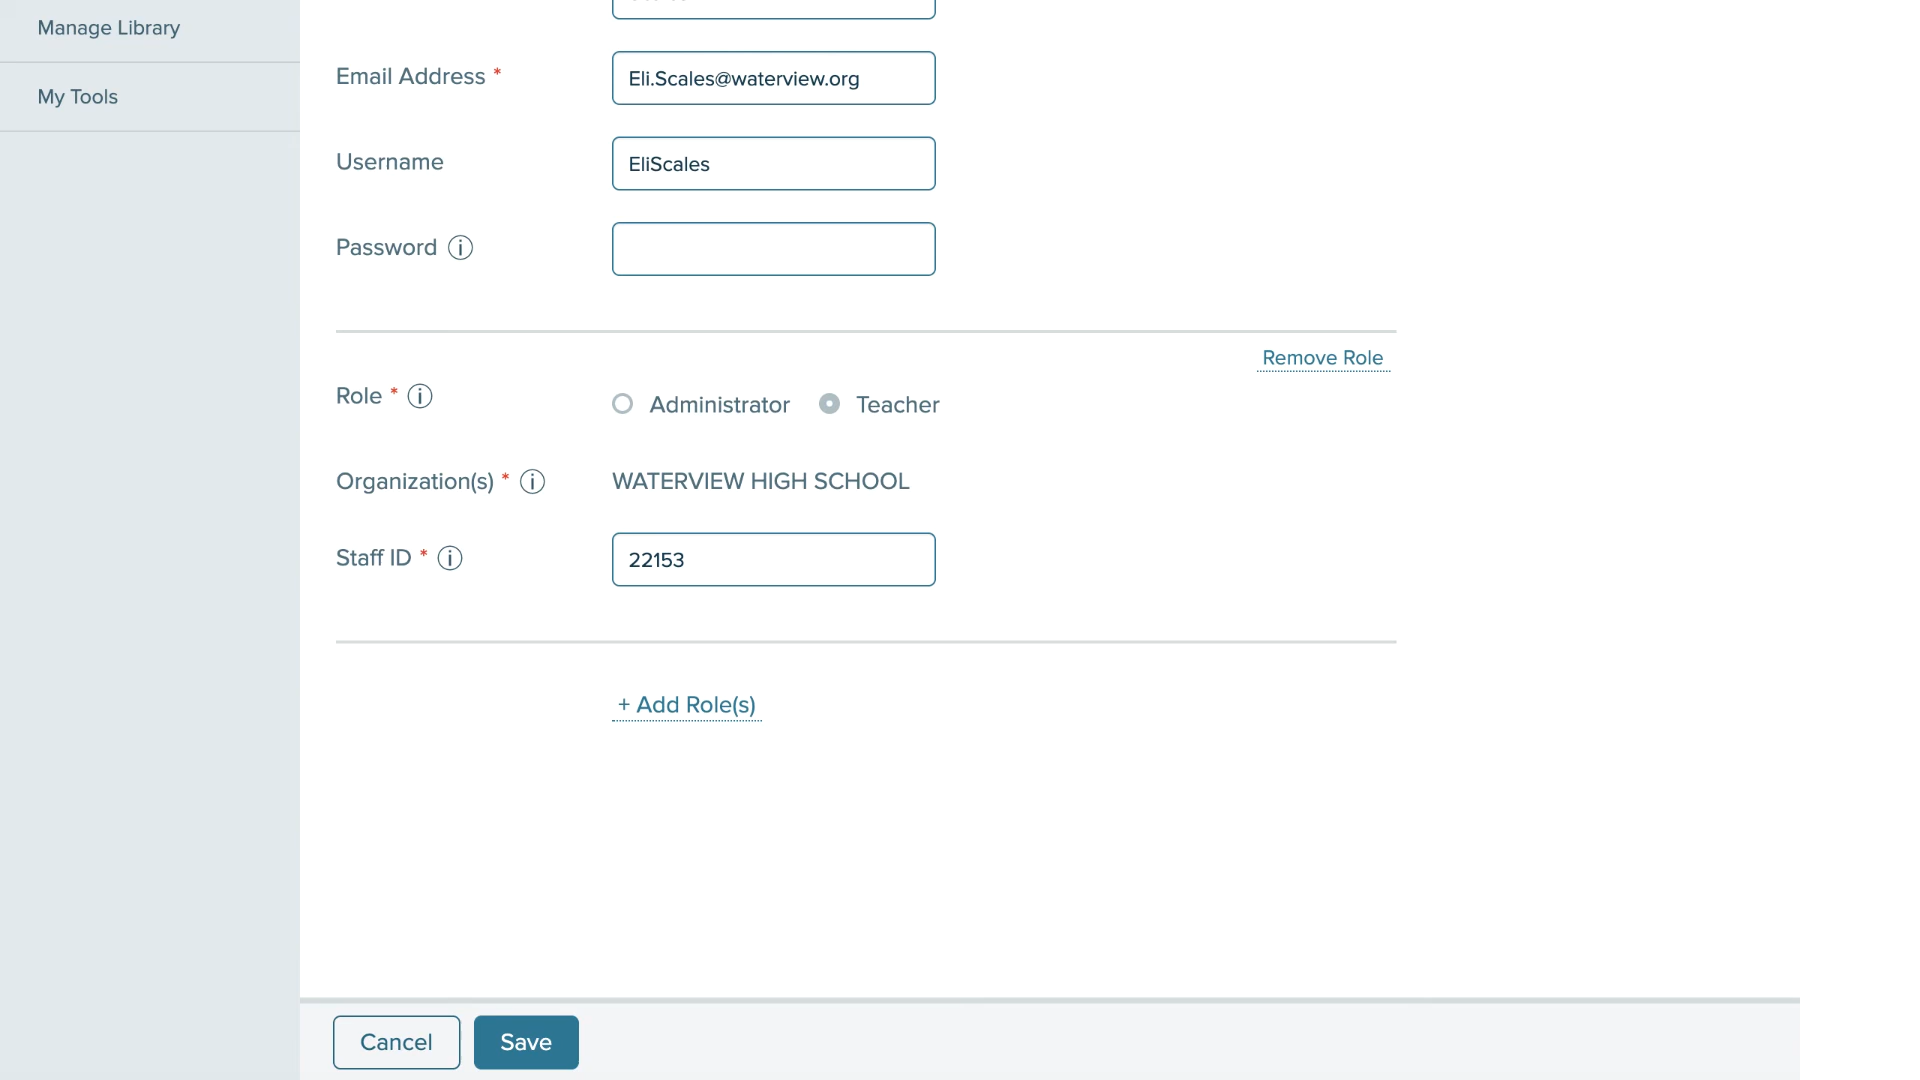 Manage Library
My Tools
Email Address *
Eli.Scales@waterview.org
Username
EliScales
Password
Remove Role
Role *
Administrator
Teacher
Organization(s) *
WATERVIEW HIGH SCHOOL
Staff ID *
22153
+ Add Role(s)
Cancel
Save